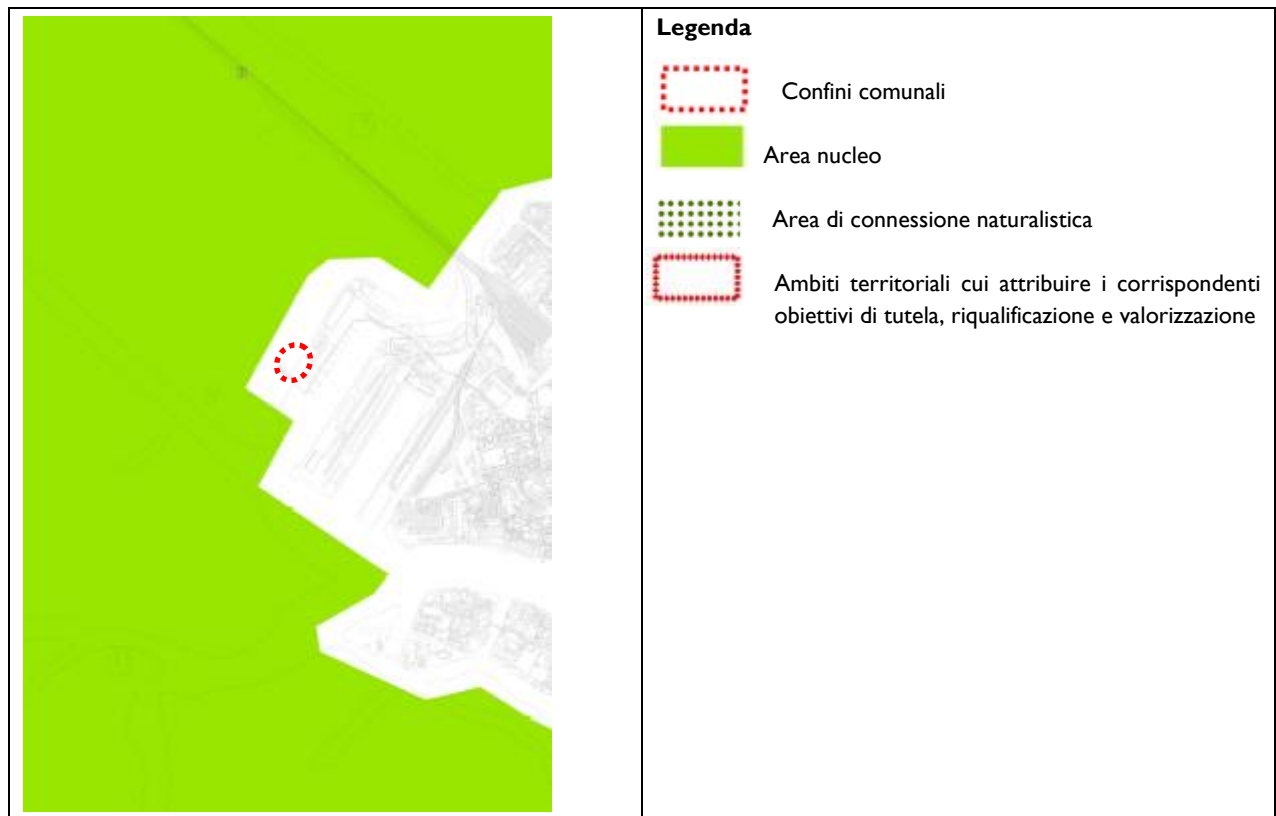 Legenda
Confini comunali
Area nucleo
Area di connessione naturalistica
Ambiti territoriali cui attribuire i corrispondenti
obiettivi di tutela, riqualificazione e valorizzazione